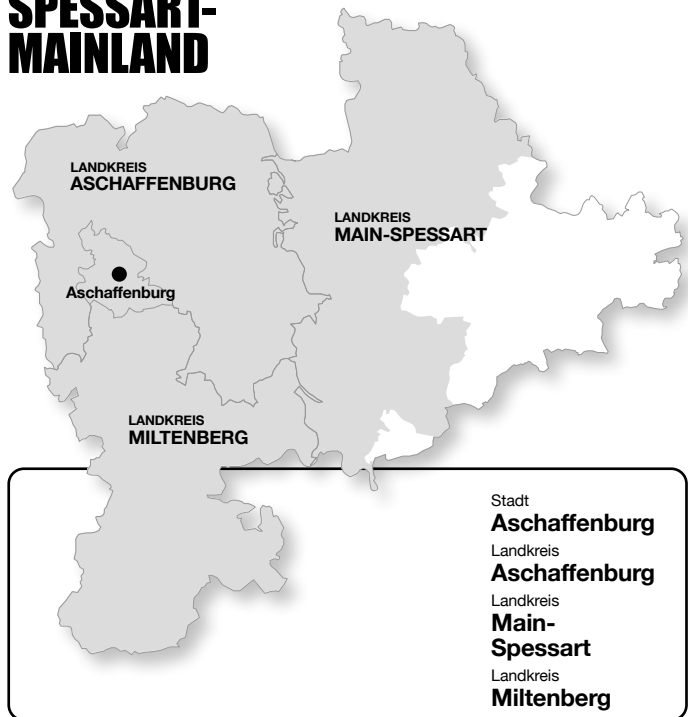 SPESSART-
MAINLAND
LANDKREIS
ASCHAFFENBURG
LANDKREIS
MAIN-SPESSART
Aschaffenburg
LANDKREIS
MILTENBERG
Stadt
Aschaffenburg
Landkreis
Aschaffenburg
Landkreis
Main-
Spessart
Landkreis
Miltenberg